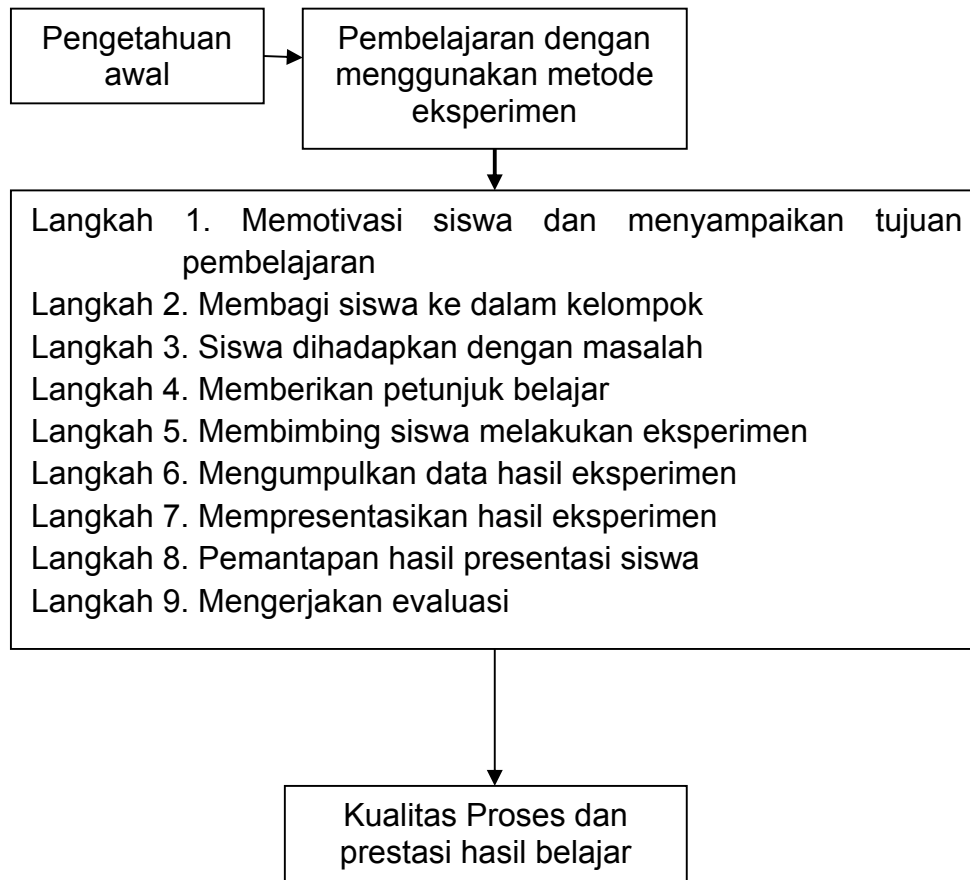 Pengetahuan
awal
Pembelajaran dengan
menggunakan metode
eksperimen
Langkah 1. Memotivasi siswa dan menyampaikan tujuan
pembelajaran
Langkah 2. Membagi siswa ke dalam kelompok
Langkah 3. Siswa dihadapkan dengan masalah
Langkah 4. Memberikan petunjuk belajar
Langkah 5. Membimbing siswa melakukan eksperimen
Langkah 6. Mengumpulkan data hasil eksperimen
Langkah 7. Mempresentasikan hasil eksperimen
Langkah 8. Pemantapan hasil presentasi siswa
Langkah 9. Mengerjakan evaluasi
Kualitas Proses dan
prestasi hasil belajar